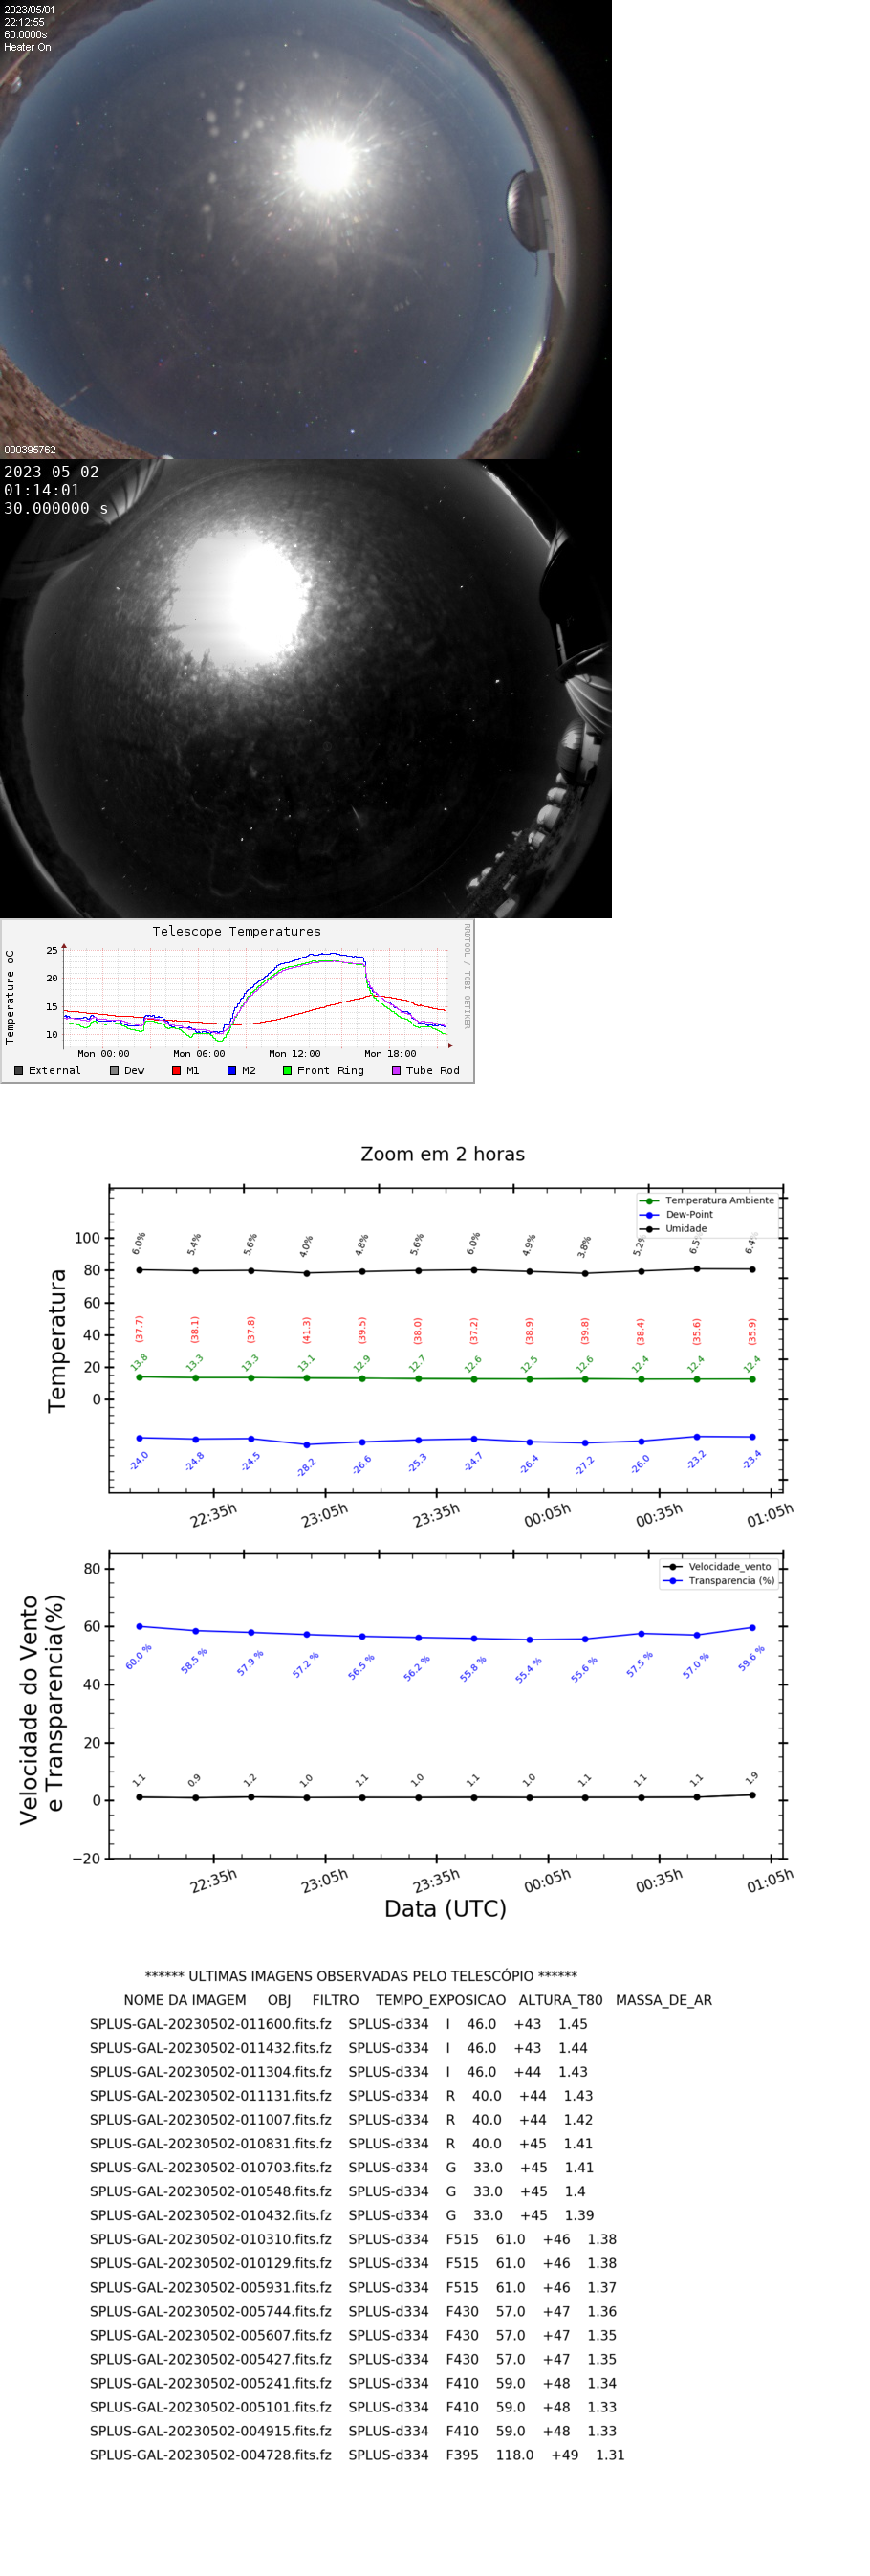 2023/05/01
22:12:55
60.0000s
Heater On
000395762
2023-05-02
01:14:01
30.000000 s
Telescope Temperatures
RRDTOOL / TOBI OETIKER
Temperature oC
25
20
15
10
Mon 00:00 Mon 06:00 Mon 12:00 Mon 18:00
External Dew M1 M2 Front Ring Tube Rod
Zoom em 2 horas
Temperatura Ambiente
Dew-Point
Umidade
Temperatura
100
80
60
40
20
0
6.0% 5.4% 5.6% 4.0% 4.8% 5.6% 6.0% 4.9% 3.8% 5.2% 6.5 6.4
(37.7) (38.1) (37.8) (41.3) (39.5) (38.0) (37.2) (38.9) (39.8) (38.4) (35.6) (35.9)
13.8 13.3 13.3 13.1 12.9 12.7 12.6 12.5 12.6 12.4 12.4 12.4
-24.0 -24.8 -24.5 -28.2 -26.6 -25.3 -24.7 -26.4 -27.2 -26.0 -23.2 -23.4
22:35h 23:05h 23:35h 00:05h 00:35h 01:05h
Velocidade_vento
Transparencia (%)
Velocidade do Vento
e Transparencia(%)
80
60
40
20
0
−20
60.0 % 58.5 % 57.9 % 57.2 % 56.5 % 56.2 % 55.8 % 55.4 % 55.6 % 57.5 % 57.0 % 59.6 %
1.1 0.9 1.2 1.0 1.1 1.0 1.1 1.0 1.1 1.1 1.1 1.9
22:35h 23:05h 23:35h 00:05h 00:35h 01:05h
Data (UTC)
****** ULTIMAS IMAGENS OBSERVADAS PELO TELESCÓPIO ******
NOME DA IMAGEM OBJ FILTRO TEMPO_EXPOSICAO ALTURA_T80 MASSA_DE_AR
SPLUS-GAL-20230502-011600.fits.fz SPLUS-d334 I 46.0 +43 1.45
SPLUS-GAL-20230502-011432.fits.fz SPLUS-d334 I 46.0 +43 1.44
SPLUS-GAL-20230502-011304.fits.fz SPLUS-d334 I 46.0 +44 1.43
SPLUS-GAL-20230502-011131.fits.fz SPLUS-d334 R 40.0 +44 1.43
SPLUS-GAL-20230502-011007.fits.fz SPLUS-d334 R 40.0 +44 1.42
SPLUS-GAL-20230502-010831.fits.fz SPLUS-d334 R 40.0 +45 1.41
SPLUS-GAL-20230502-010703.fits.fz SPLUS-d334 G 33.0 +45 1.41
SPLUS-GAL-20230502-010548.fits.fz SPLUS-d334 G 33.0 +45 1.4
SPLUS-GAL-20230502-010432.fits.fz SPLUS-d334 G 33.0 +45 1.39
SPLUS-GAL-20230502-010310.fits.fz SPLUS-d334 F515 61.0 +46 1.38
SPLUS-GAL-20230502-010129.fits.fz SPLUS-d334 F515 61.0 +46 1.38
SPLUS-GAL-20230502-005931.fits.fz SPLUS-d334 F515 61.0 +46 1.37
SPLUS-GAL-20230502-005744.fits.fz SPLUS-d334 F430 57.0 +47 1.36
SPLUS-GAL-20230502-005607.fits.fz SPLUS-d334 F430 57.0 +47 1.35
SPLUS-GAL-20230502-005427.fits.fz SPLUS-d334 F430 57.0 +47 1.35
SPLUS-GAL-20230502-005241.fits.fz SPLUS-d334 F410 59.0 +48 1.34
SPLUS-GAL-20230502-005101.fits.fz SPLUS-d334 F410 59.0 +48 1.33
SPLUS-GAL-20230502-004915.fits.fz SPLUS-d334 F410 59.0 +48 1.33
SPLUS-GAL-20230502-004728.fits.fz SPLUS-d334 F395 118.0 +49 1.31